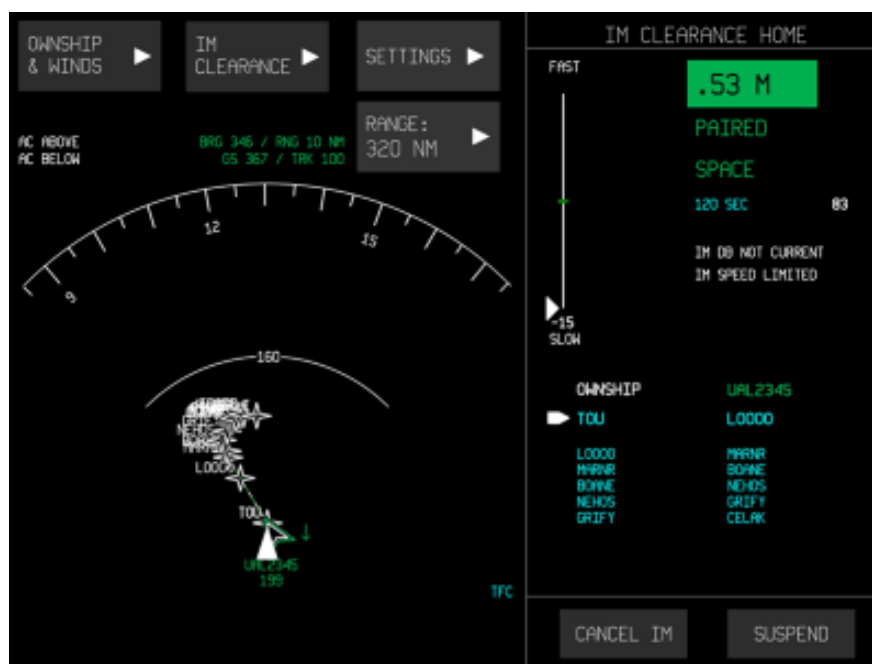 OWNSHIP
& WINDS
IM
CLEARANCE
SETTINGS
RANGE:
320 NM
AC ABOVE
AC BELOW
BRG 346 / RNG 10 NM
GS 367 / TRK 100
9
12
15
160
NEHOS
LOOOO
TOU
UAL2345
199
TFC
IM CLEARANCE HOME
FAST
.53 M
PAIRED
SPACE
120 SEC
83
IM DB NOT CURRENT
IM SPEED LIMITED
-15
SLOW
OWNSHIP UAL2345
TOU LOOOO
LOOOO MARNR
MARNR BOANE
BOANE NEHOS
NEHOS GRIFY
GRIFY CELAK
CANCEL IM
SUSPEND